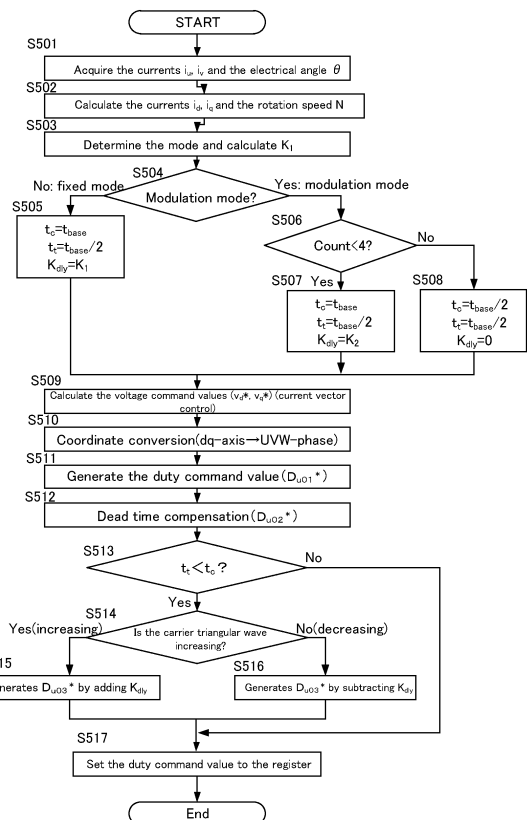 START
S501
Acquire the currents iu, iv and the electrical angle θ
S502
Calculate the currents id, iq and the rotation speed N
S503
Determine the mode and calculate K1
S504
No: fixed mode
Modulation mode?
Yes: modulation mode
S505
S506
tc=tbase
tt=tbase/2
Kdly=K1
Count<4?
No
S507
Yes
S508
tc=tbase
tt=tbase/2
Kdly=K2
tc=tbase/2
tt=tbase/2
Kdly=0
S509
Calculate the voltage command values (vd*, vq*) (current vector
control)
S510
Coordinate conversion(dq-axis→UVW-phase)
S511
Generate the duty command value(Du01*)
S512
Dead time compensation(Du02*)
S513
tt<tc?
No
Yes
S514
Yes(increasing)
Is the carrier triangular wave
increasing?
No(decreasing)
15
S516
nerates Du03* by adding Kdly
Generates Du03* by subtracting Kdly
S517
Set the duty command value to the register
End